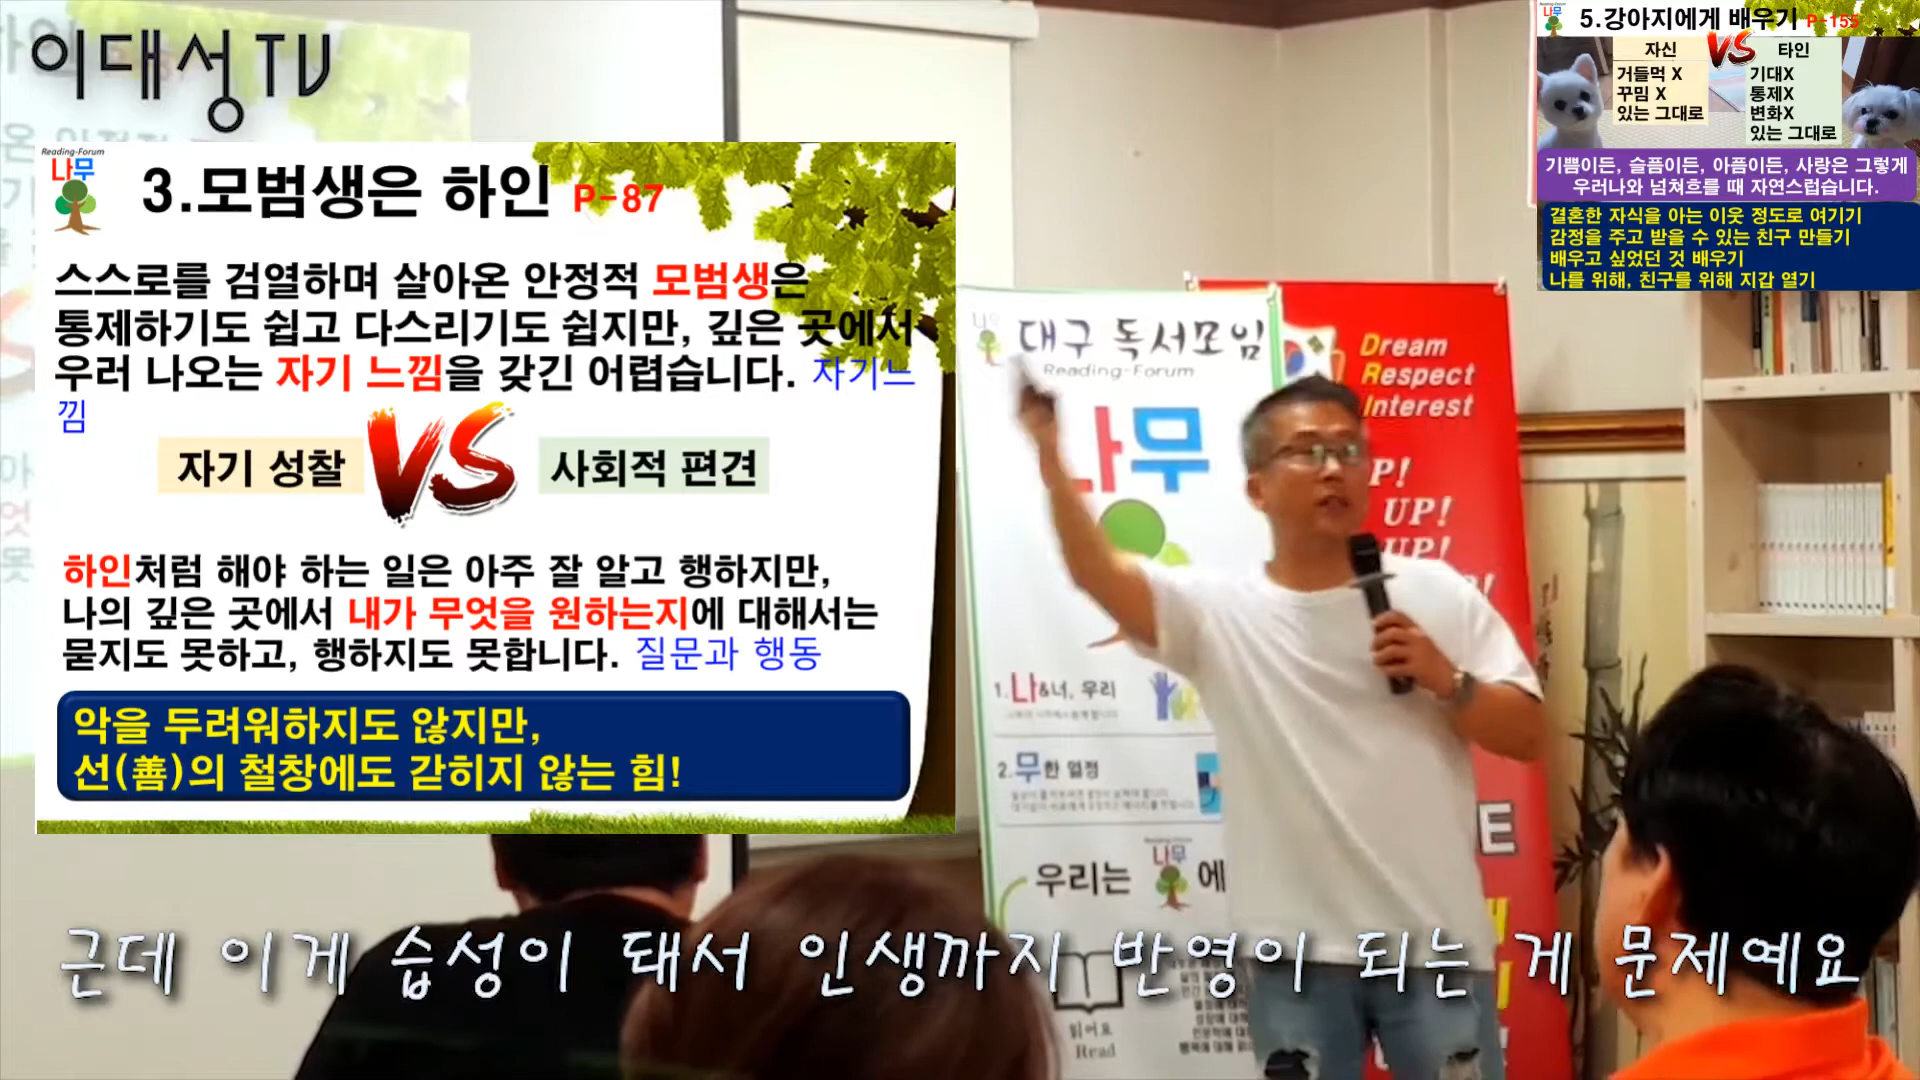 이대성TV
Reading-Forum
나무
3.모범생은 하인 P-87
스스로를 검열하며 살아온 안정적 모범생은
통제하기도 쉽고 다스리기도 쉽지만, 깊은 곳에서
우러 나오는 자기 느낌을 갖긴 어렵습니다. 자기느
낌
자기 성찰 VS 사회적 편견
하인처럼 해야 하는 일은 아주 잘 알고 행하지만,
나의 깊은 곳에서 내가 무엇을 원하는지에 대해서는
묻지도 못하고, 행하지도 못합니다. 질문과 행동
악을 두려워하지도 않지만,
선(善)의 철창에도 갇히지 않는 힘!
나무
5.강아지에게 배우기 P-155
자신 VS 타인
거들먹 X
꾸밈 X
있는 그대로
기대X
통제X
변화X
있는 그대로
기쁨이든, 슬픔이든, 아픔이든, 사랑은 그렇게
우러나와 넘쳐흐를 때 자연스럽습니다.
결혼한 자식을 아는 이웃 정도로 여기기
감정을 주고 받을 수 있는 친구 만들기
배우고 싶었던 것 배우기
나를 위해, 친구를 위해 지갑 열기
대구 독서모임
Reading-Forum
나무
1.나&너, 우리
2.무한 열정
우리는 나무 에
읽어요
Read
Dream
Respect
Interest
P!
UP!
UP!
E
근데 이게 습성이 돼서 인생까지 반영이 되는 게 문제예요